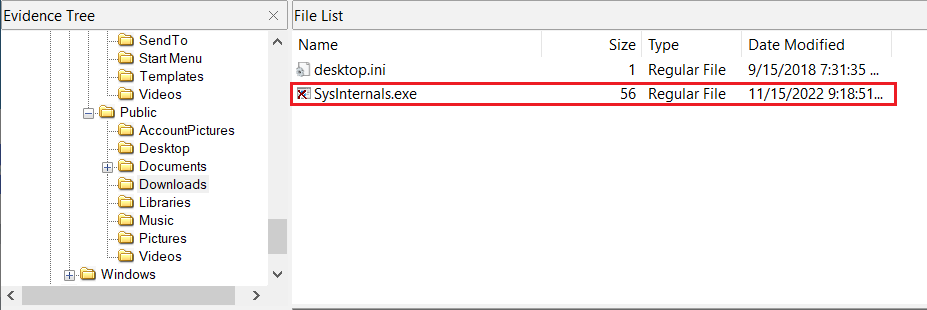 Evidence Tree
SendTo
Start Menu
Templates
Videos
Public
AccountPictures
Desktop
Documents
Downloads
Libraries
Music
Pictures
Videos
Windows
File List
Name Size Type Date Modified
desktop.ini 1 Regular File 9/15/2018 7:31:35 ...
SysInternals.exe 56 Regular File 11/15/2022 9:18:51...